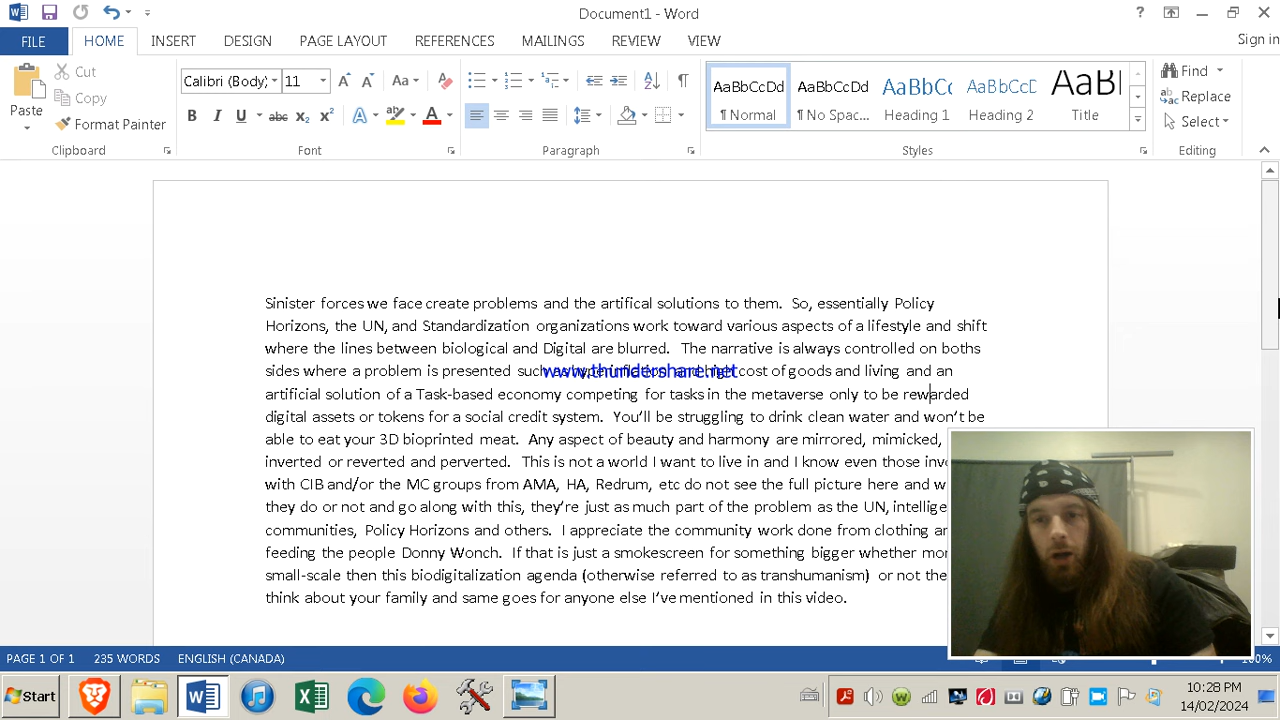 Document1 - Word
FILE HOME INSERT DESIGN PAGE LAYOUT REFERENCES MAILINGS REVIEW VIEW Sign in
Cut
Copy
Paste
Format Painter
Calibri (Body) 11
AaBbCcDd AaBbCcDd AaBbCc AaBbCcD AaBl
¶ Normal ¶ No Spac... Heading 1 Heading 2 Title
Find
Replace
Select
Clipboard Font Paragraph Styles Editing
Sinister forces we face create problems and the artifical solutions to them. So, essentially Policy
Horizons, the UN, and Standardization organizations work toward various aspects of a lifestyle and shift
where the lines between biological and Digital are blurred. The narrative is always controlled on boths
sides where a problem is presented such as hyperinflation and high cost of goods and living and an
www.thundershare.net
artificial solution of a Task-based economy competing for tasks in the metaverse only to be rewarded
digital assets or tokens for a social credit system. You'll be struggling to drink clean water and won't be
able to eat your 3D bioprinted meat. Any aspect of beauty and harmony are mirrored, mimicked,
inverted or reverted and perverted. This is not a world I want to live in and I know even those
with CIB and/or the MC groups from AMA, HA, Redrum, etc do not see the full picture here and
they do or not and go along with this, they're just as much part of the problem as the UN,
communities, Policy Horizons and others. I appreciate the community work done from clothing
feeding the people Donny Wonch. If that is just a smokescreen for something bigger whether
small-scale then this biodigitalization agenda (otherwise referred to as transhumanism) or not
think about your family and same goes for anyone else I've mentioned in this video.
PAGE 1 OF 1 235 WORDS ENGLISH (CANADA) 100%
Start
10:28 PM
14/02/2024